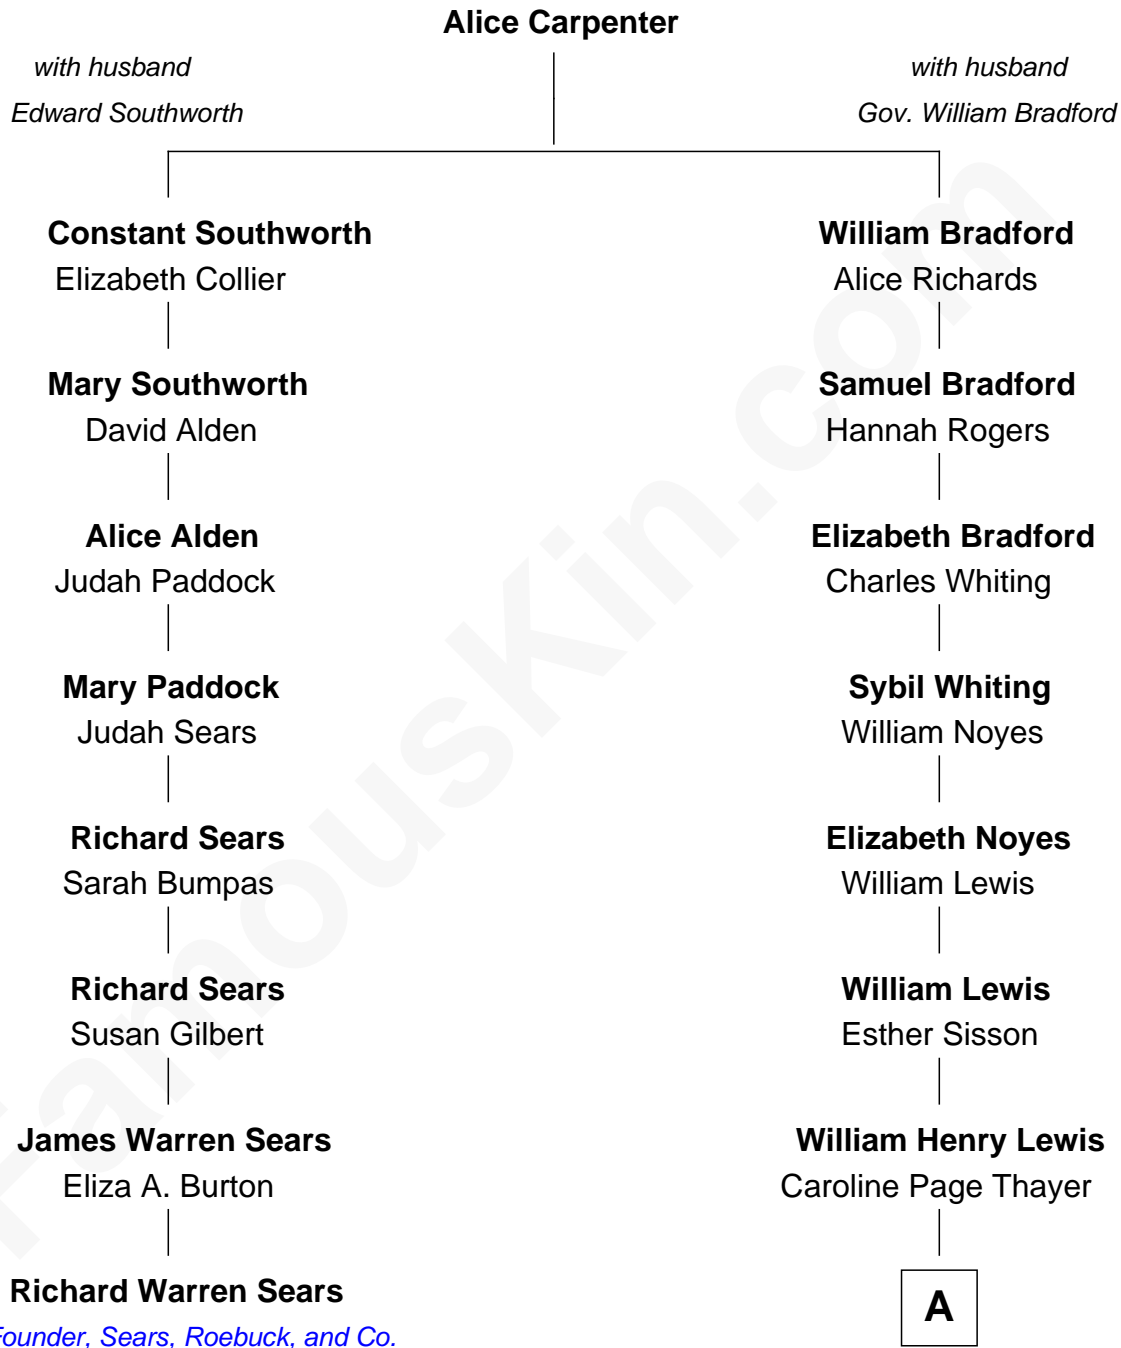 Alice Carpenter
with husband
Edward Southworth
with husband
Gov. William Bradford
Constant Southworth
Elizabeth Collier
William Bradford
Alice Richards
Mary Southworth
David Alden
Samuel Bradford
Hannah Rogers
Alice Alden
Judah Paddock
Elizabeth Bradford
Charles Whiting
Mary Paddock
Judah Sears
Sybil Whiting
William Noyes
Richard Sears
Sarah Bumpas
Elizabeth Noyes
William Lewis
Richard Sears
Susan Gilbert
William Lewis
Esther Sisson
James Warren Sears
Eliza A. Burton
William Henry Lewis
Caroline Page Thayer
Richard Warren Sears
Founder, Sears, Roebuck, and Co.
A
FamousKin.com